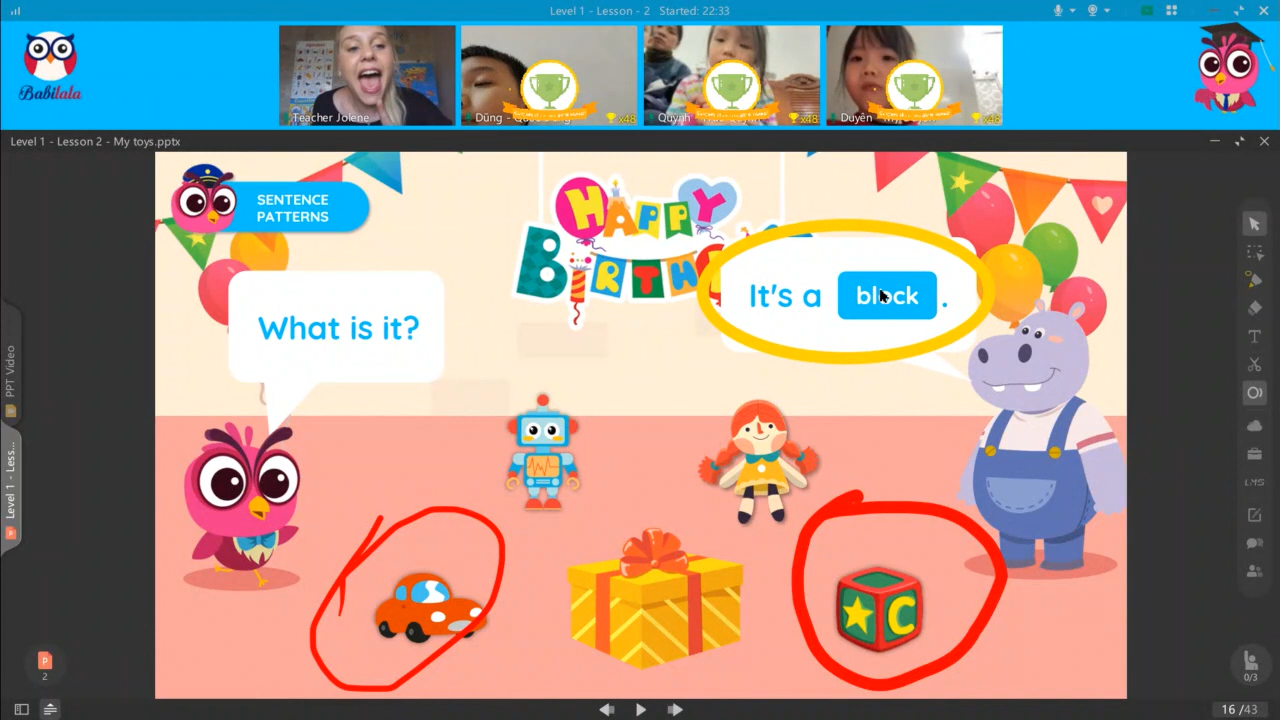 Level 1 - Lesson - 2 Started: 22:33
Babilala
Teacher Jolene
Dũng -
x48
Quỳnh -
x48
Duyên -
x48
Level 1 - Lesson 2 - My toys.pptx
SENTENCE
PATTERNS
HAPPY
BIRTH
What is it?
It's a block .
C
PPT Video
Level 1 - Less...
LMS
P
2
0/3
16 /43